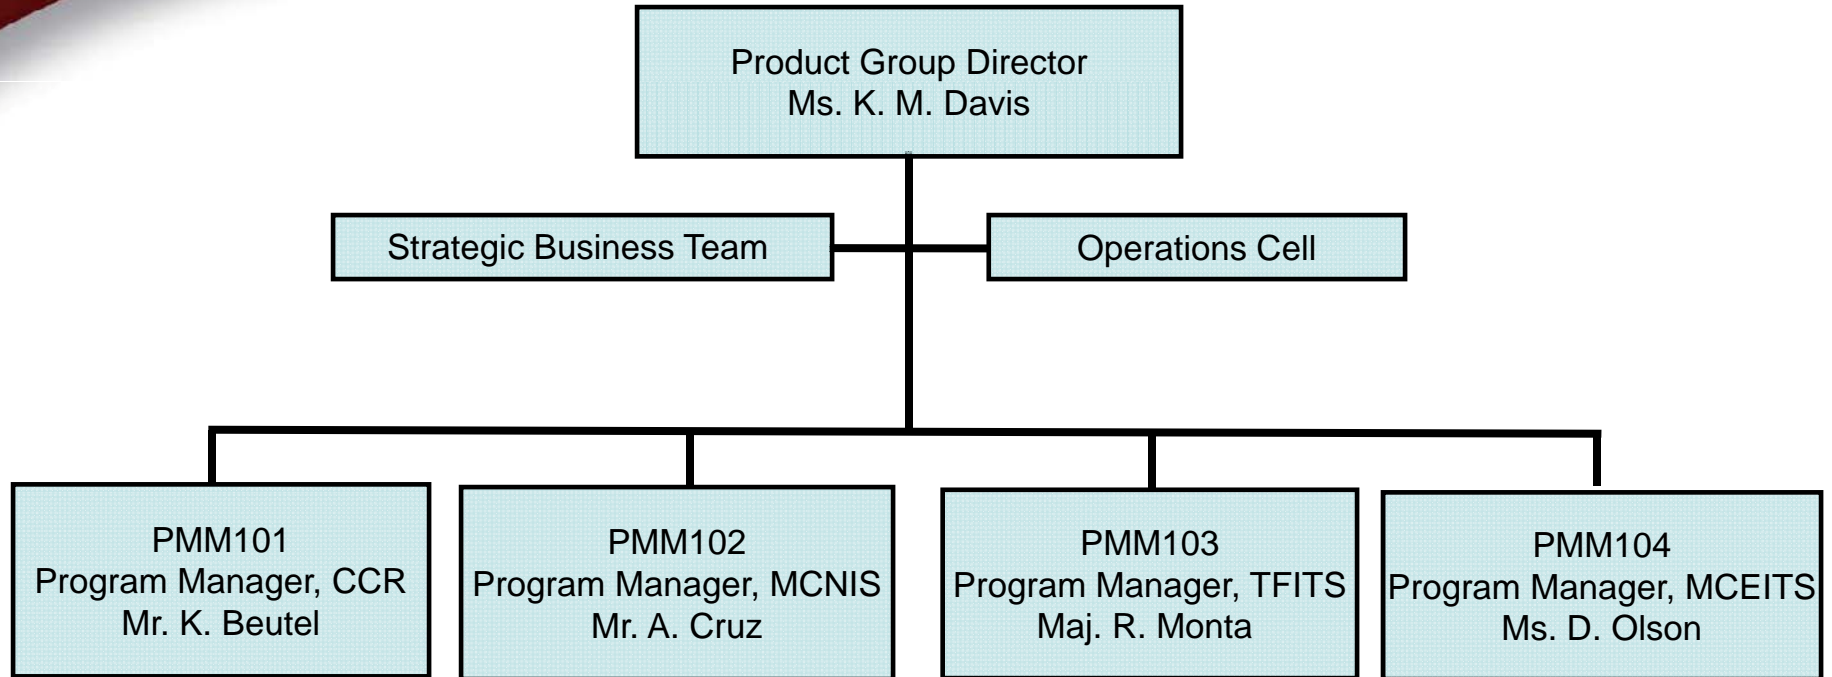 Product Group Director
Ms. K. M. Davis
Strategic Business Team
Operations Cell
PMM101
Program Manager, CCR
Mr. K. Beutel
PMM102
Program Manager, MCNIS
Mr. A. Cruz
PMM103
Program Manager, TFITS
Maj. R. Monta
PMM104
Program Manager, MCEITS
Ms. D. Olson